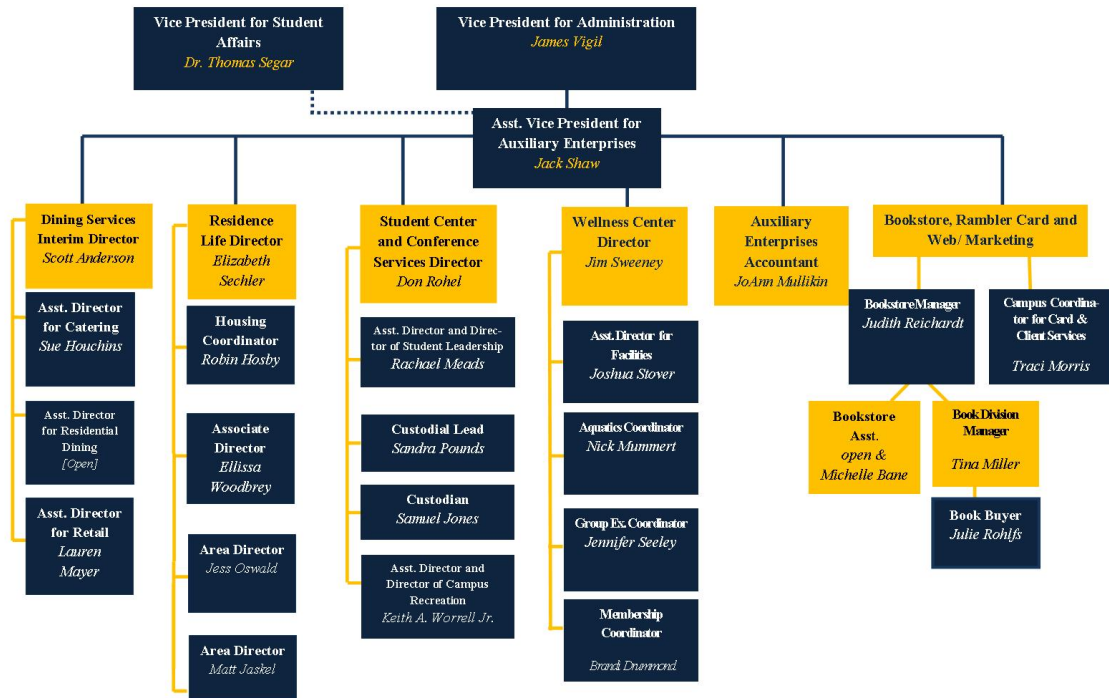 Vice President for Student
Affairs
Dr. Thomas Segar
Vice President for Administration
James Vigil
Asst. Vice President for
Auxiliary Enterprises
Jack Shaw
Dining Services
Interim Director
Scott Anderson
Asst. Director
for Catering
Sue Houchins
Asst. Director
for Residential
Dining
[Open]
Asst. Director
for Retail
Lauren
Mayer
Residence
Life Director
Elizabeth
Sechler
Housing
Coordinator
Robin Hosby
Associate
Director
Ellissa
Woodbrey
Area Director
Jess Oswald
Area Director
Matt Jaskel
Student Center
and Conference
Services Director
Don Rohel
Asst. Director and Direc-
tor of Student Leadership
Rachael Meads
Custodial Lead
Sandra Pounds
Custodian
Samuel Jones
Asst. Director and
Director of Campus
Recreation
Keith A. Worrell Jr.
Wellness Center
Director
Jim Sweeney
Asst. Director for
Facilities
Joshua Stover
Aquatics Coordinator
Nick Mummert
Group Ex. Coordinator
Jennifer Seeley
Membership
Coordinator
Brandi Drummond
Auxiliary
Enterprises
Accountant
JoAnn Mullikin
Bookstore, Rambler Card and
Web/ Marketing
Bookstore Manager
Judith Reichardt
Campus Coordina-
tor for Card &
Client Services
Traci Morris
Bookstore
Asst.
open &
Michelle Bane
Book Division
Manager
Tina Miller
Book Buyer
Julie Rohlfs